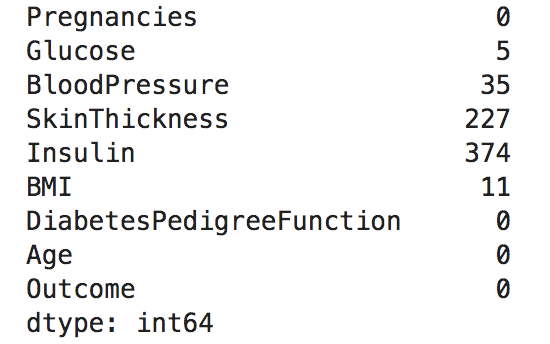 Pregnancies 0
Glucose 5
BloodPressure 35
SkinThickness 227
Insulin 374
BMI 11
DiabetesPedigreeFunction 0
Age 0
Outcome 0
dtype: int64